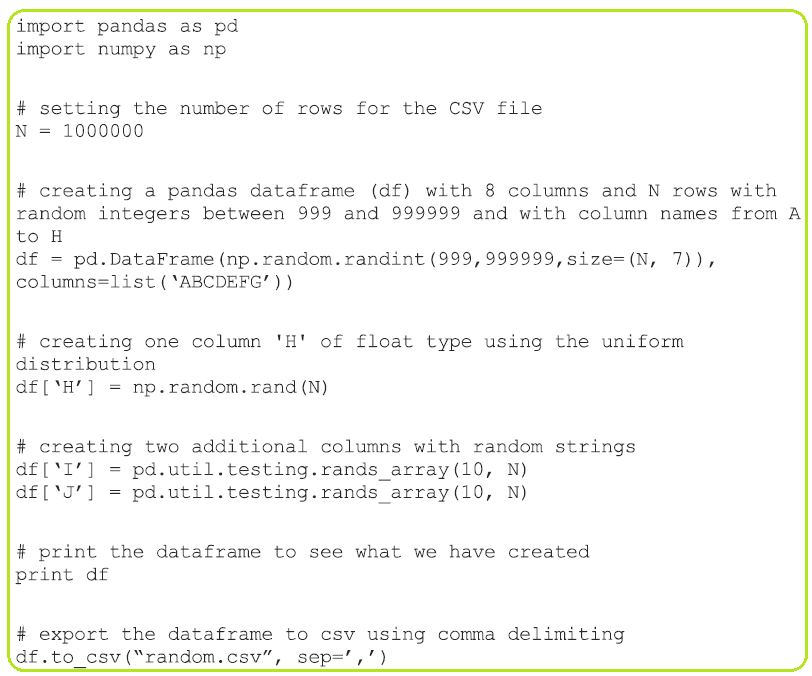 import pandas as pd
import numpy as np
# setting the number of rows for the CSV file
N = 1000000
# creating a pandas dataframe (df) with 8 columns and N rows with
random integers between 999 and 999999 and with column names from A
to H
df = pd.DataFrame(np.random.randint(999,999999,size=(N, 7)),
columns=list(‘ABCDEFG’))
# creating one column 'H' of float type using the uniform
distribution
df[‘H’] = np.random.rand(N)
# creating two additional columns with random strings
df[‘I’] = pd.util.testing.rands_array(10, N)
df[‘J’] = pd.util.testing.rands_array(10, N)
# print the dataframe to see what we have created
print df
# export the dataframe to csv using comma delimiting
df.to_csv(“random.csv”, sep=’,’)